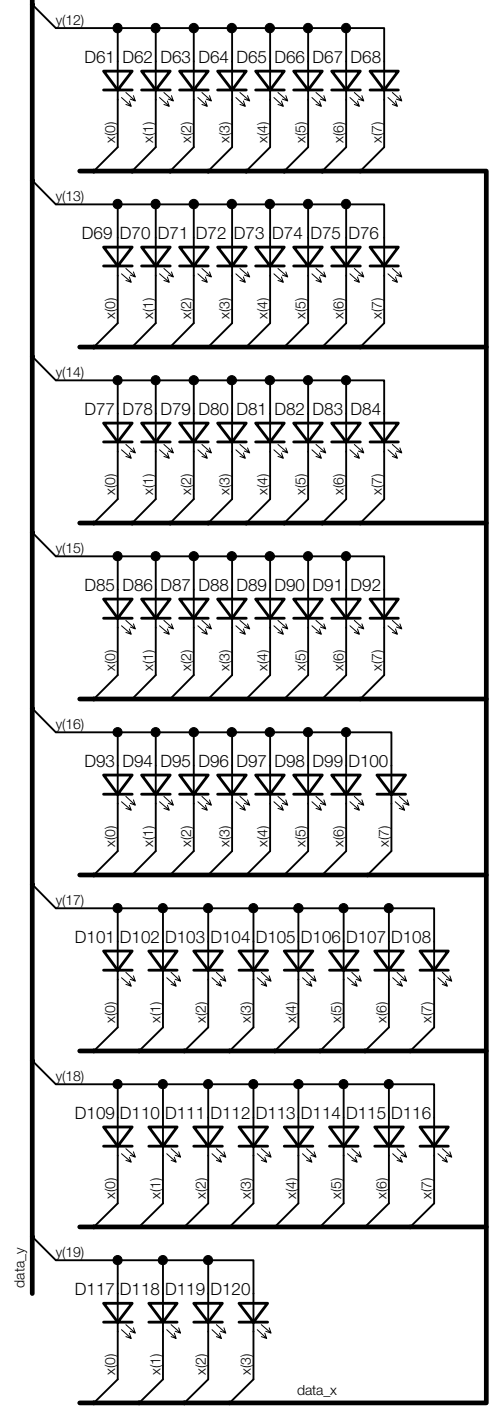 y(12)
D61 D62 D63 D64 D65 D66 D67 D68
x(0) x(1) x(2) x(3) x(4) x(5) x(6) x(7)
y(13)
D69 D70 D71 D72 D73 D74 D75 D76
x(0) x(1) x(2) x(3) x(4) x(5) x(6) x(7)
y(14)
D77 D78 D79 D80 D81 D82 D83 D84
x(0) x(1) x(2) x(3) x(4) x(5) x(6) x(7)
y(15)
D85 D86 D87 D88 D89 D90 D91 D92
x(0) x(1) x(2) x(3) x(4) x(5) x(6) x(7)
y(16)
D93 D94 D95 D96 D97 D98 D99 D100
x(0) x(1) x(2) x(3) x(4) x(5) x(6) x(7)
y(17)
D101 D102 D103 D104 D105 D106 D107 D108
x(0) x(1) x(2) x(3) x(4) x(5) x(6) x(7)
y(18)
D109 D110 D111 D112 D113 D114 D115 D116
x(0) x(1) x(2) x(3) x(4) x(5) x(6) x(7)
y(19)
data_y
D117 D118 D119 D120
x(0) x(1) x(2) x(3)
data_x